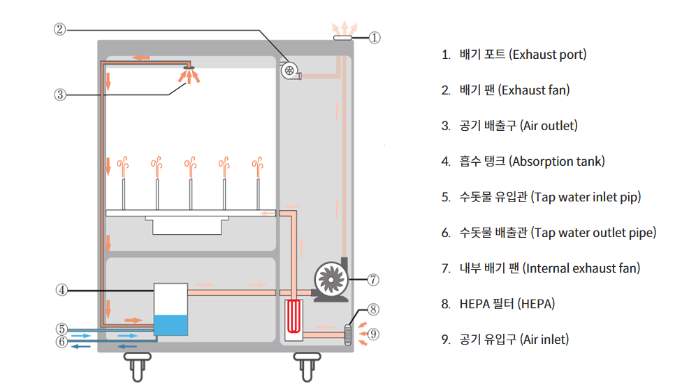 ②
①
③
④
⑤
⑥
⑦
⑧
⑨
1. 배기 포트 (Exhaust port)
2. 배기 팬 (Exhaust fan)
3. 공기 배출구 (Air outlet)
4. 흡수 탱크 (Absorption tank)
5. 수돗물 유입관 (Tap water inlet pip)
6. 수돗물 배출관 (Tap water outlet pipe)
7. 내부 배기 팬 (Internal exhaust fan)
8. HEPA 필터 (HEPA)
9. 공기 유입구 (Air inlet)